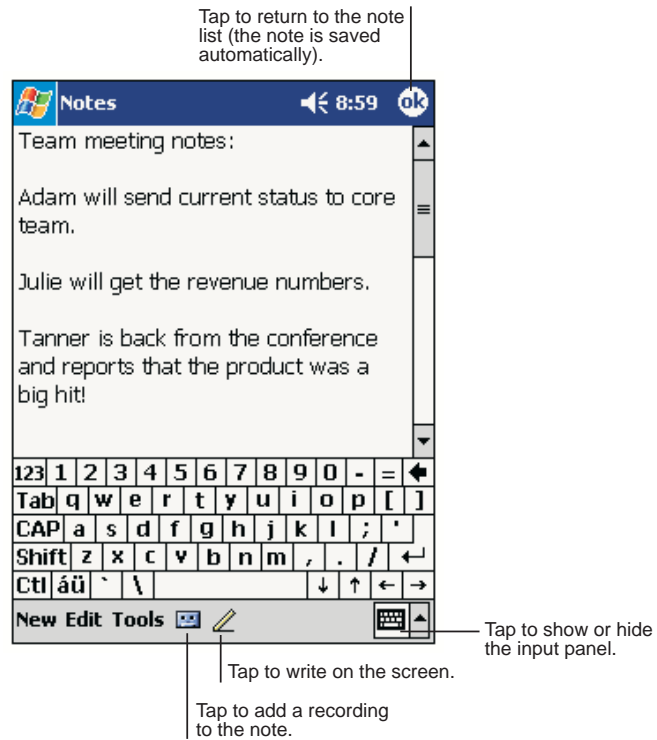 Tap to return to the note
list (the note is saved
automatically).
Notes 8:59 ok
Team meeting notes:
Adam will send current status to core
team.
Julie will get the revenue numbers.
Tanner is back from the conference
and reports that the product was a
big hit!
123 1 2 3 4 5 6 7 8 9 0 - =
Tab q w e r t y u i o p [ ]
CAP a s d f g h j k l ; '
Shift z x c v b n m , . /
Ctl áü ` \
New Edit Tools
Tap to show or hide
the input panel.
Tap to write on the screen.
Tap to add a recording
to the note.